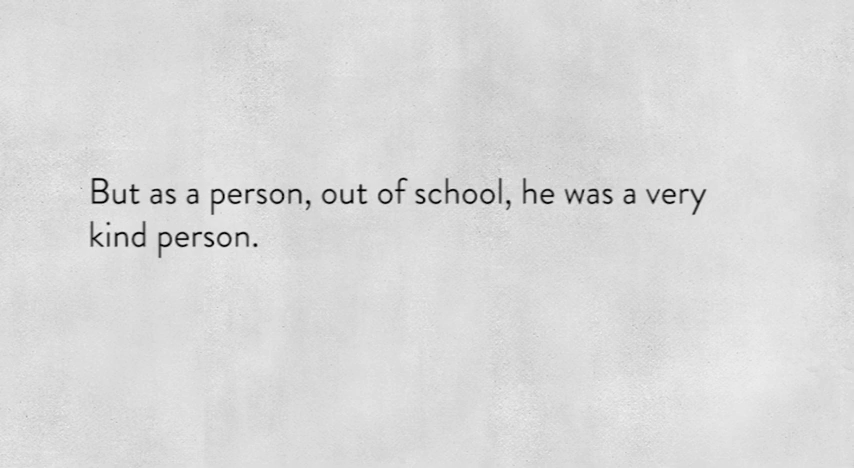 But as a person, out of school, he was a very
kind person.